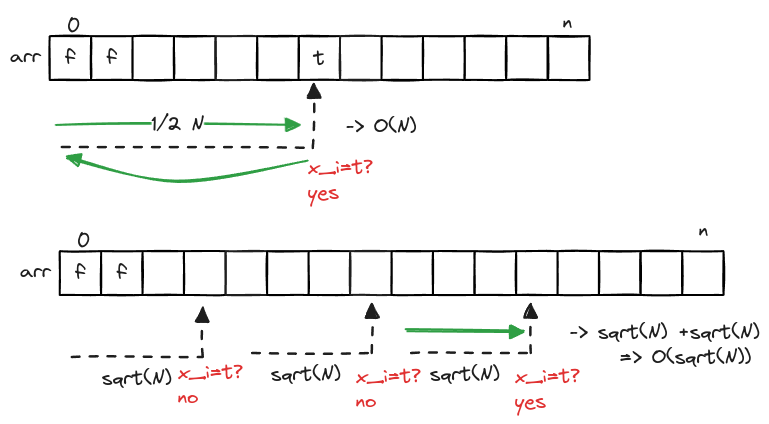 0 n
arr f f t
1/2 N -> O(N)
x_i=t?
yes
0 n
arr f f
-> sqrt(N) +sqrt(N)
=> O(sqrt(N))
sqrt(N) x_i=t? sqrt(N) x_i=t? sqrt(N) x_i=t?
no no yes